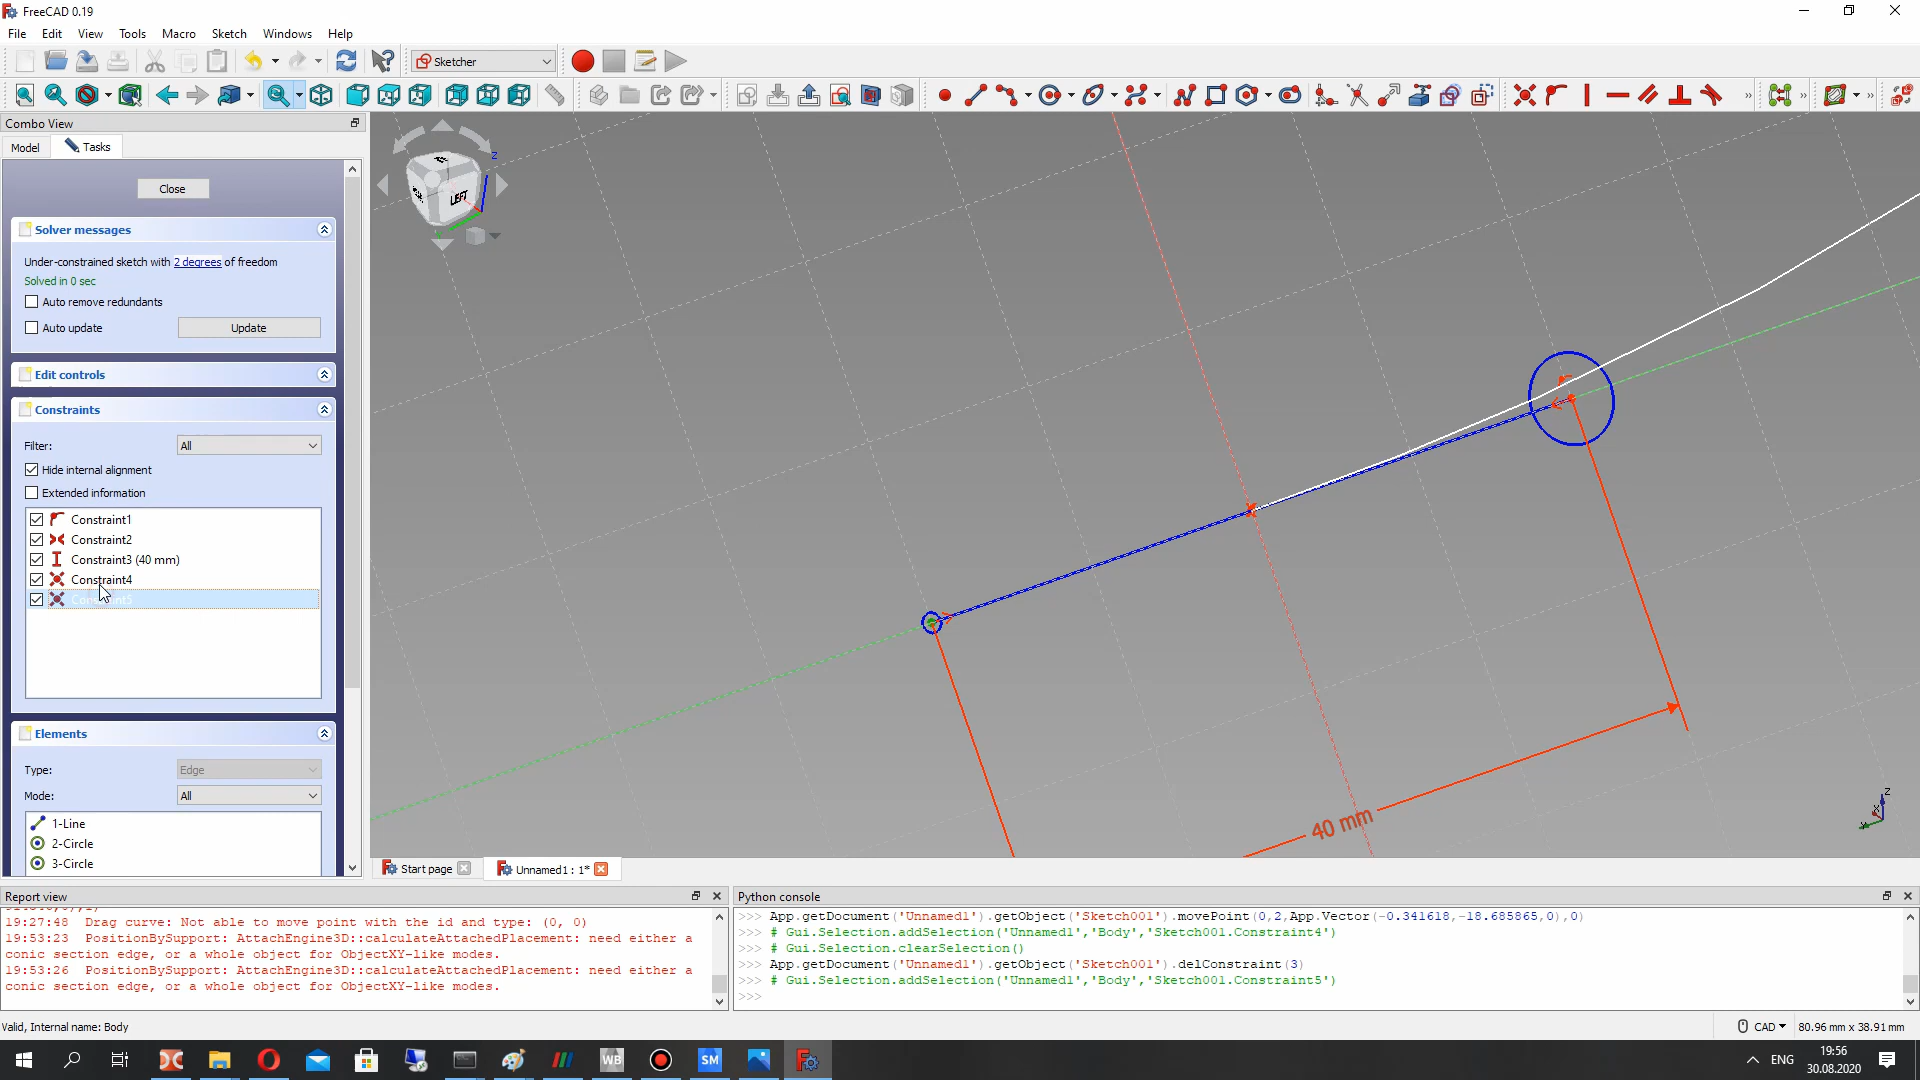 FreeCAD 0.19
File Edit View Tools Macro Sketch Windows Help
Sketcher
Combo View
Model Tasks
Close
Solver messages
Under-constrained sketch with 2 degrees of freedom
Solved in 0 sec
Auto remove redundants
Auto update Update
Edit controls
Constraints
Filter: All
Hide internal alignment
Extended information
Constraint1
Constraint2
Constraint3 (40 mm)
Constraint4
Constraint5
Elements
Type: Edge
Mode: All
1-Line
2-Circle
3-Circle
LEFT
Z
40 mm
Z
X
Y
Start page Unnamed1 : 1*
Report view
19:27:48 Drag curve: Not able to move point with the id and type: (0, 0)
19:53:23 PositionBySupport: AttachEngine3D::calculateAttachedPlacement: need either a
conic section edge, or a whole object for ObjectXY-like modes.
19:53:26 PositionBySupport: AttachEngine3D::calculateAttachedPlacement: need either a
conic section edge, or a whole object for ObjectXY-like modes.
Python console
>>> App.getDocument('Unnamed1').getObject('Sketch001').movePoint(0,2,App.Vector(-0.341618,-18.685865,0),0)
>>> # Gui.Selection.addSelection('Unnamed1','Body','Sketch001.Constraint4')
>>> # Gui.Selection.clearSelection()
>>> App.getDocument('Unnamed1').getObject('Sketch001').delConstraint(3)
>>> # Gui.Selection.addSelection('Unnamed1','Body','Sketch001.Constraint5')
>>>
Valid, Internal name: Body
CAD 80.96 mm x 38.91 mm
WB SM
ENG
19:56
30.08.2020